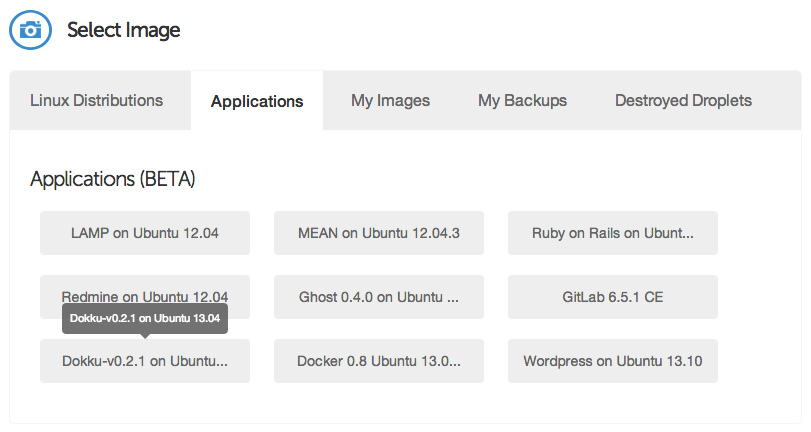 Select Image
Linux Distributions
Applications
My Images
My Backups
Destroyed Droplets
Applications (BETA)
LAMP on Ubuntu 12.04
MEAN on Ubuntu 12.04.3
Ruby on Rails on Ubunt...
Redmine on Ubuntu 12.04
Ghost 0.4.0 on Ubuntu ...
GitLab 6.5.1 CE
Dokku-v0.2.1 on Ubuntu 13.04
Dokku-v0.2.1 on Ubuntu...
Docker 0.8 Ubuntu 13.0...
Wordpress on Ubuntu 13.10